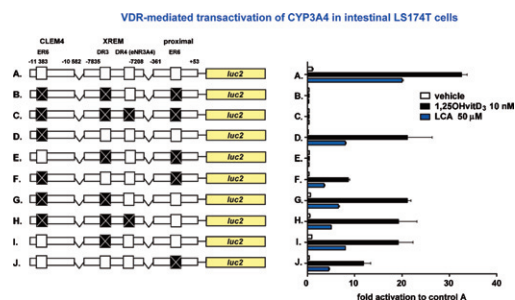 VDR-mediated transactivation of CYP3A4 in intestinal LS174T cells
CLEM4 XREM proximal
ER6 DR3 DR4 (eNR3A4) ER6
-11 383 -10 582 -7835 -7208 -361 +53
A. luc2
B. luc2
C. luc2
D. luc2
E. luc2
F. luc2
G. luc2
H. luc2
I. luc2
J. luc2
A.
B.
C.
D.
E.
F.
G.
H.
I.
J.
vehicle
1,25OHvitD3 10 nM
LCA 50 μM
0 10 20 30 40
fold activation to control A